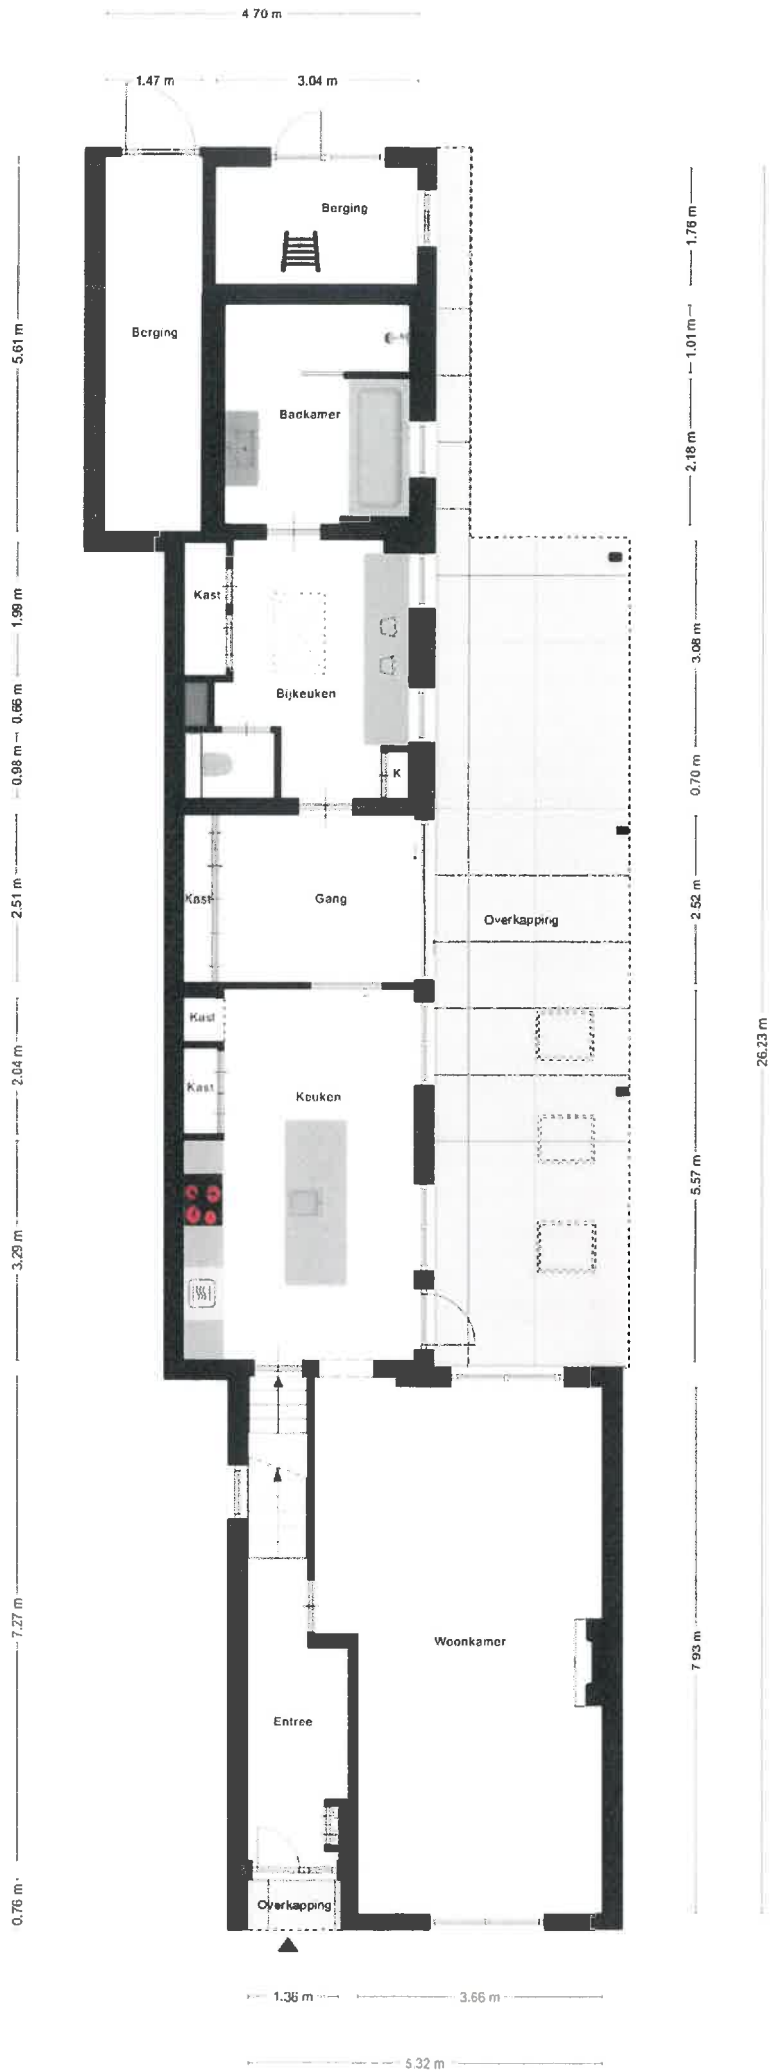 4.70 m
1.47 m
3.04 m
Berging
1.76 m
Berging
5.61 m
1.01 m
Badkamer
2.18 m
Kast
1.99 m
3.08 m
Bijkeuken
0.66 m
0.98 m
K
0.70 m
Kast
Gang
2.51 m
2.52 m
Overkapping
Kast
26.23 m
2.04 m
Kast
Keuken
5.57 m
3.29 m
7.27 m
Woonkamer
7.93 m
Entree
0.76 m
Overkapping
1.36 m
3.66 m
5.32 m